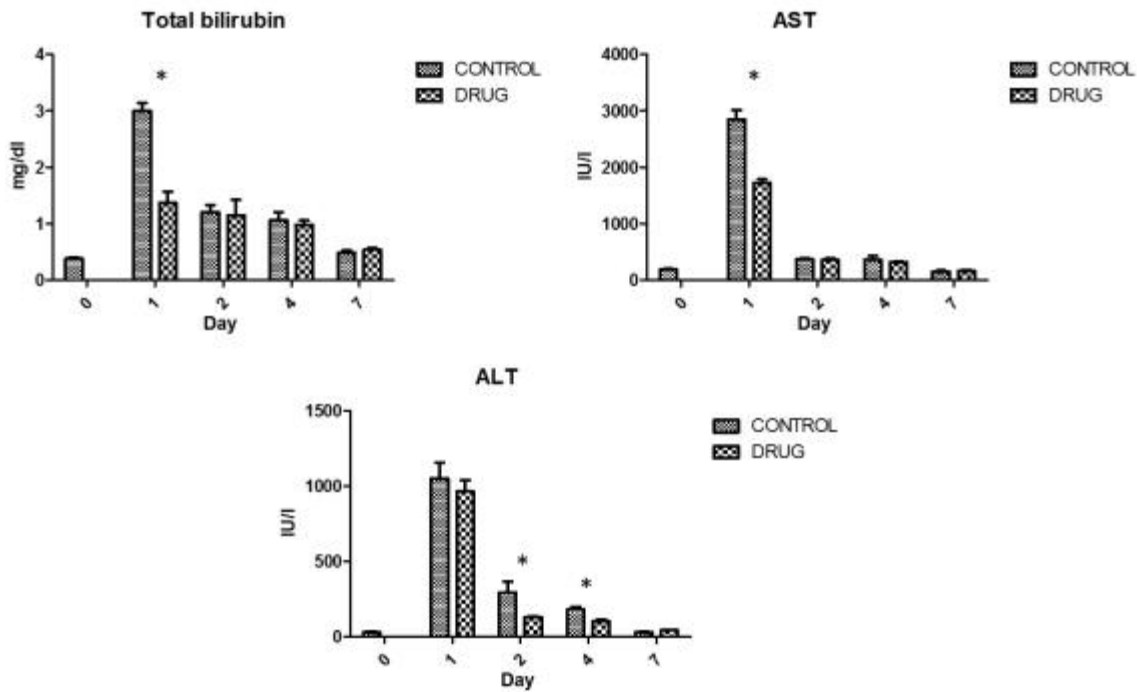 Total bilirubin
4
3
2
1
0
mg/dl
*
CONTROL
DRUG
0
1
2
4
7
Day
AST
4000
3000
2000
1000
0
IU/l
*
CONTROL
DRUG
0
1
2
4
7
Day
ALT
1500
1000
500
0
IU/l
*
*
CONTROL
DRUG
0
1
2
4
7
Day